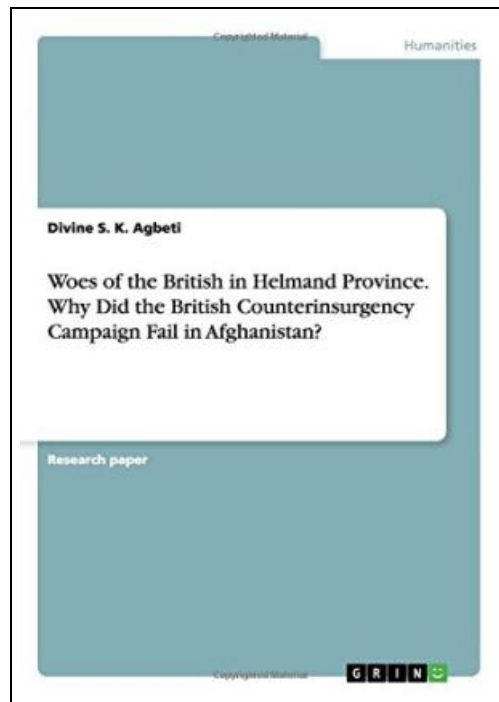 Copyrighted Material
Humanities
Divine S. K. Agbeti
Woes of the British in Helmand Province.
Why Did the British Counterinsurgency
Campaign Fail in Afghanistan?
Research paper
Copyrighted Material
G R I N